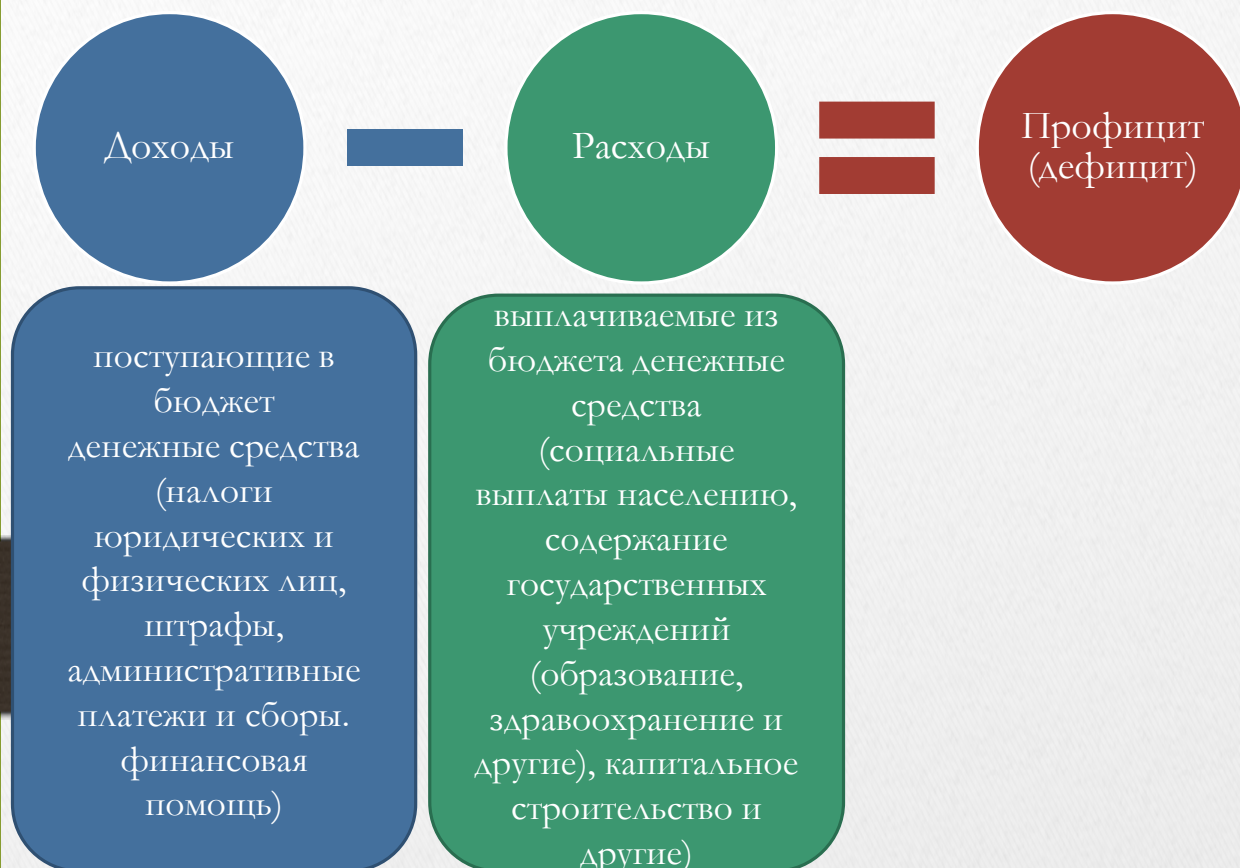 Доходы
Расходы
Профицит
(дефицит)
поступающие в
бюджет
денежные средства
(налоги
юридических и
физических лиц,
штрафы,
административные
платежи и сборы.
финансовая
помощь)
выплачиваемые из
бюджета денежные
средства
(социальные
выплаты населению,
содержание
государственных
учреждений
(образование,
здравоохранение и
другие), капитальное
строительство и
другие)